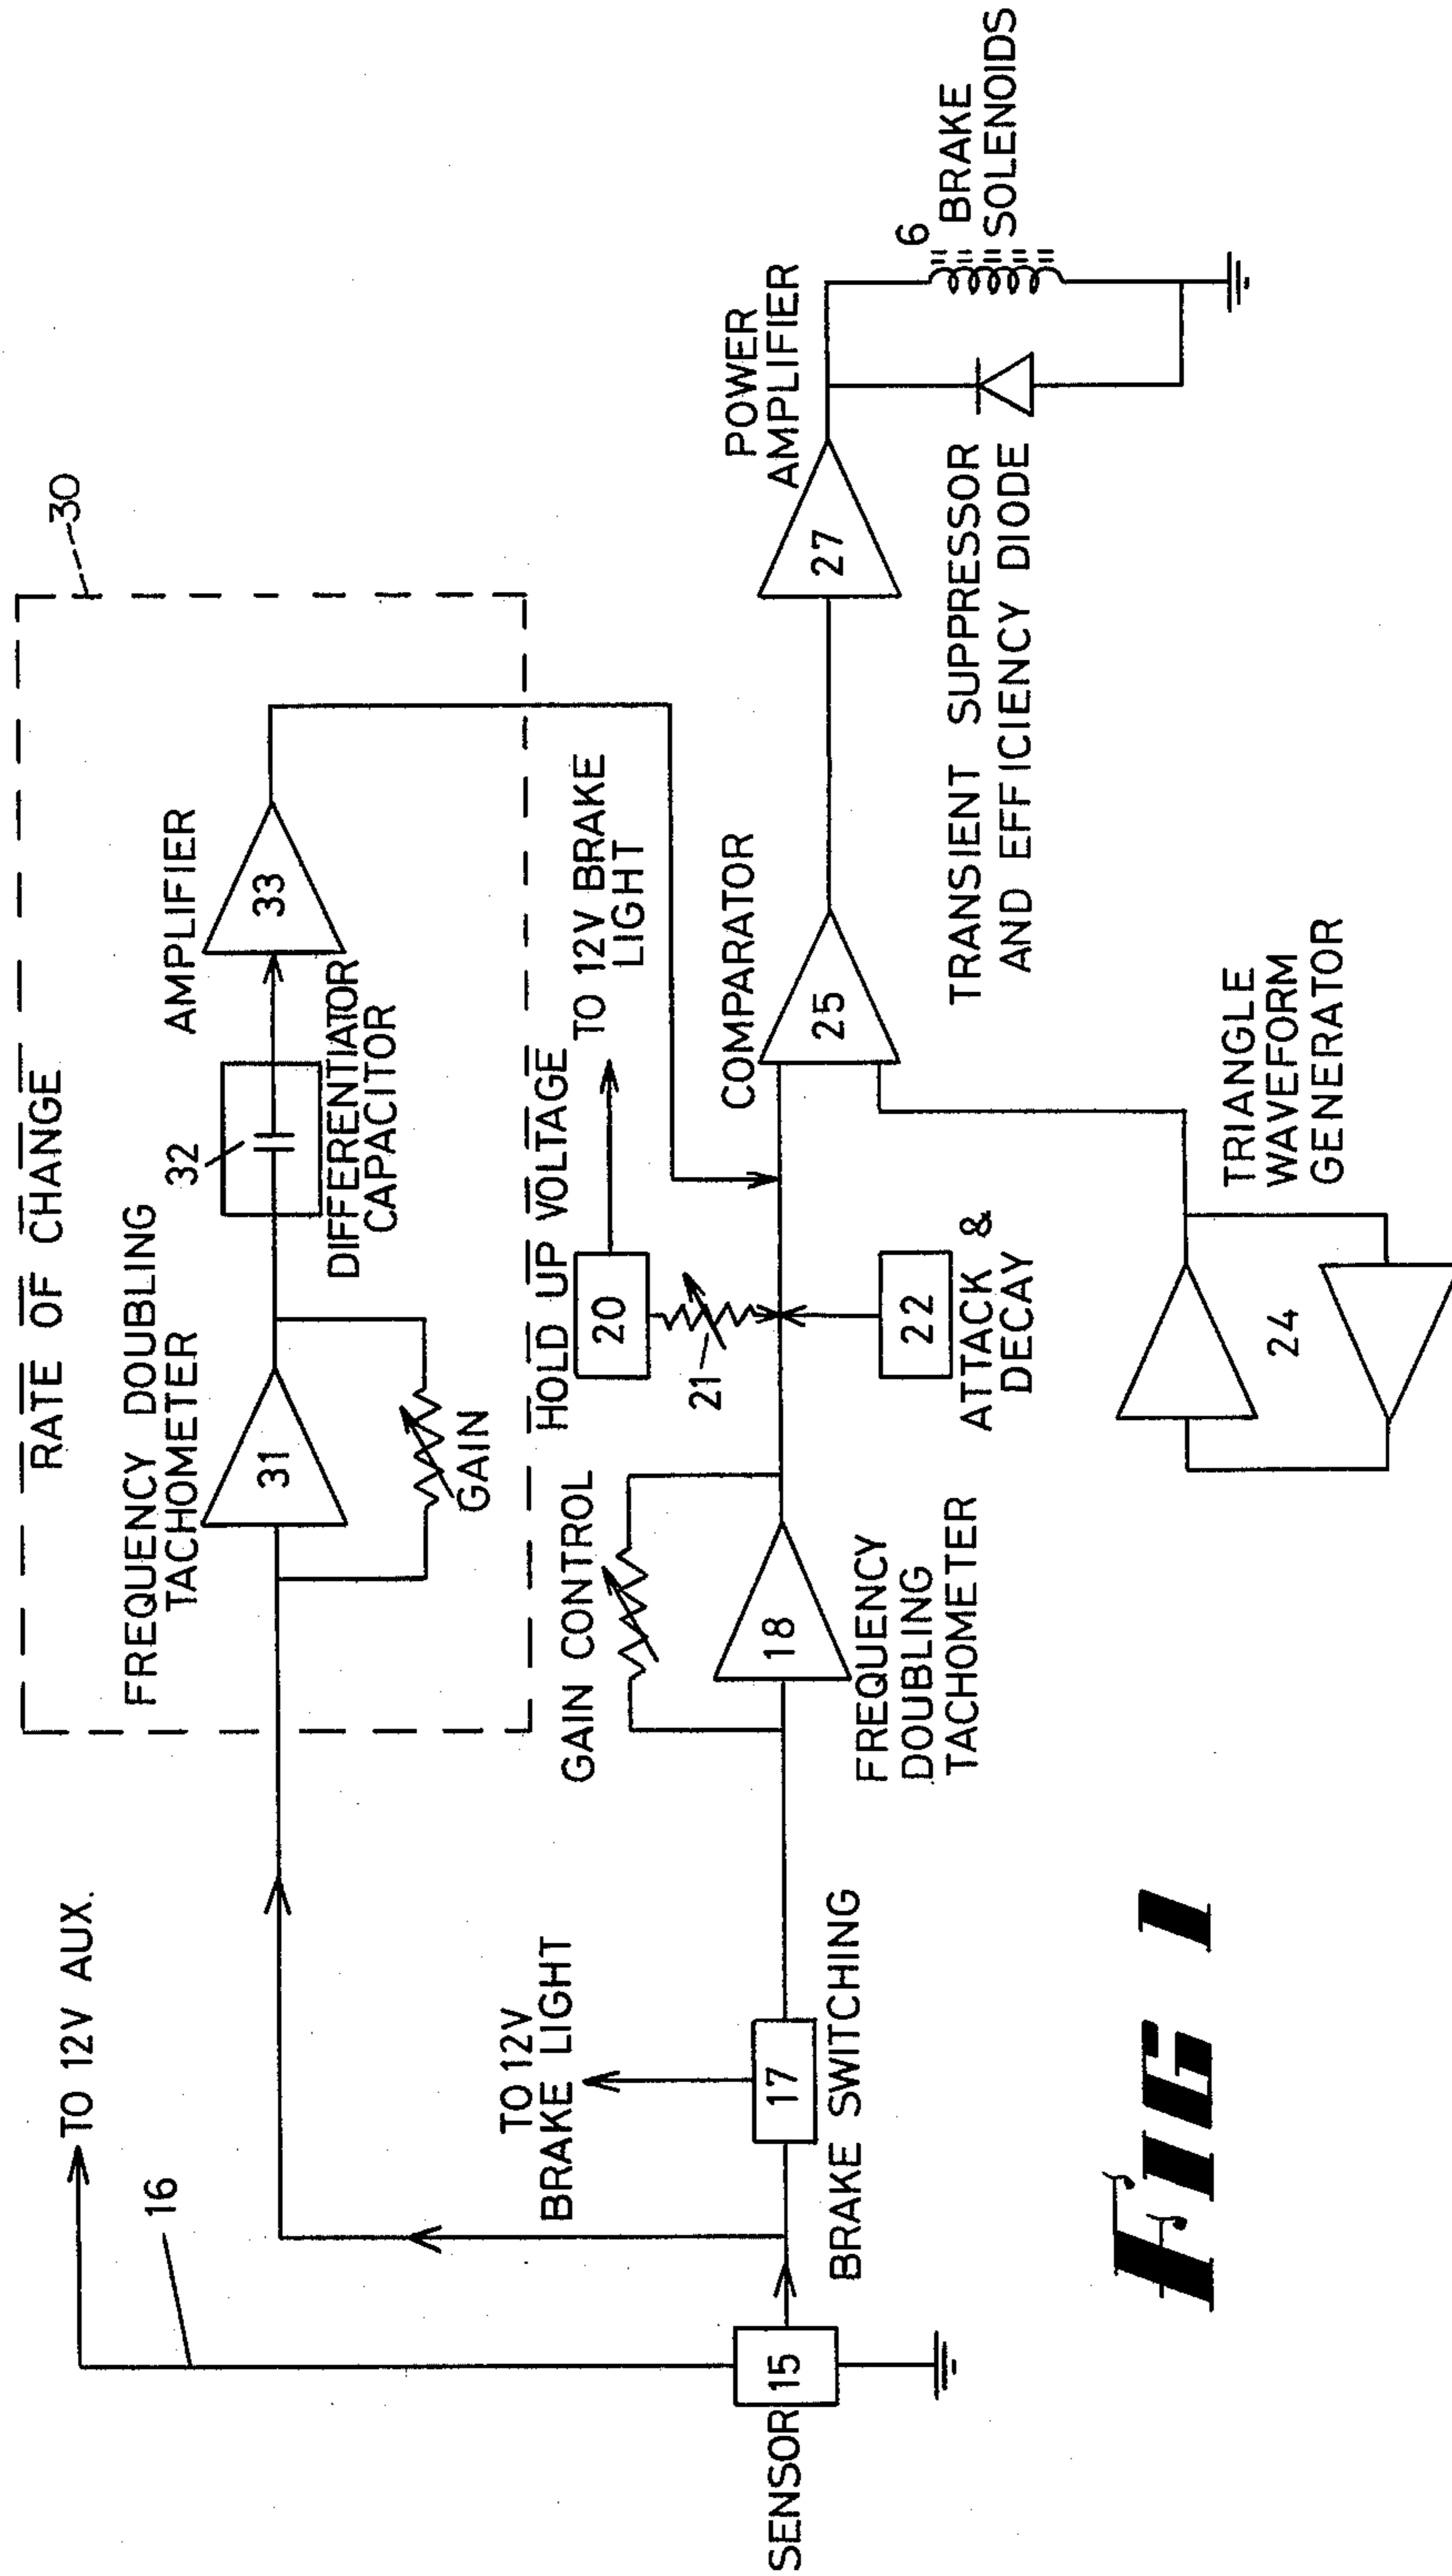 TO 12V AUX.
16
RATE OF CHANGE
30
FREQUENCY DOUBLING
TACHOMETER
31
GAIN
32
DIFFERENTIATOR
CAPACITOR
AMPLIFIER
33
SENSOR
15
TO 12V
BRAKE LIGHT
17
BRAKE SWITCHING
GAIN CONTROL
18
FREQUENCY
DOUBLING
TACHOMETER
HOLD UP VOLTAGE
20
TO 12V BRAKE
LIGHT
21
22
ATTACK &
DECAY
COMPARATOR
25
24
TRIANGLE
WAVEFORM
GENERATOR
POWER
AMPLIFIER
27
TRANSIENT SUPPRESSOR
AND EFFICIENCY DIODE
6
BRAKE
SOLENOIDS
FIG 1